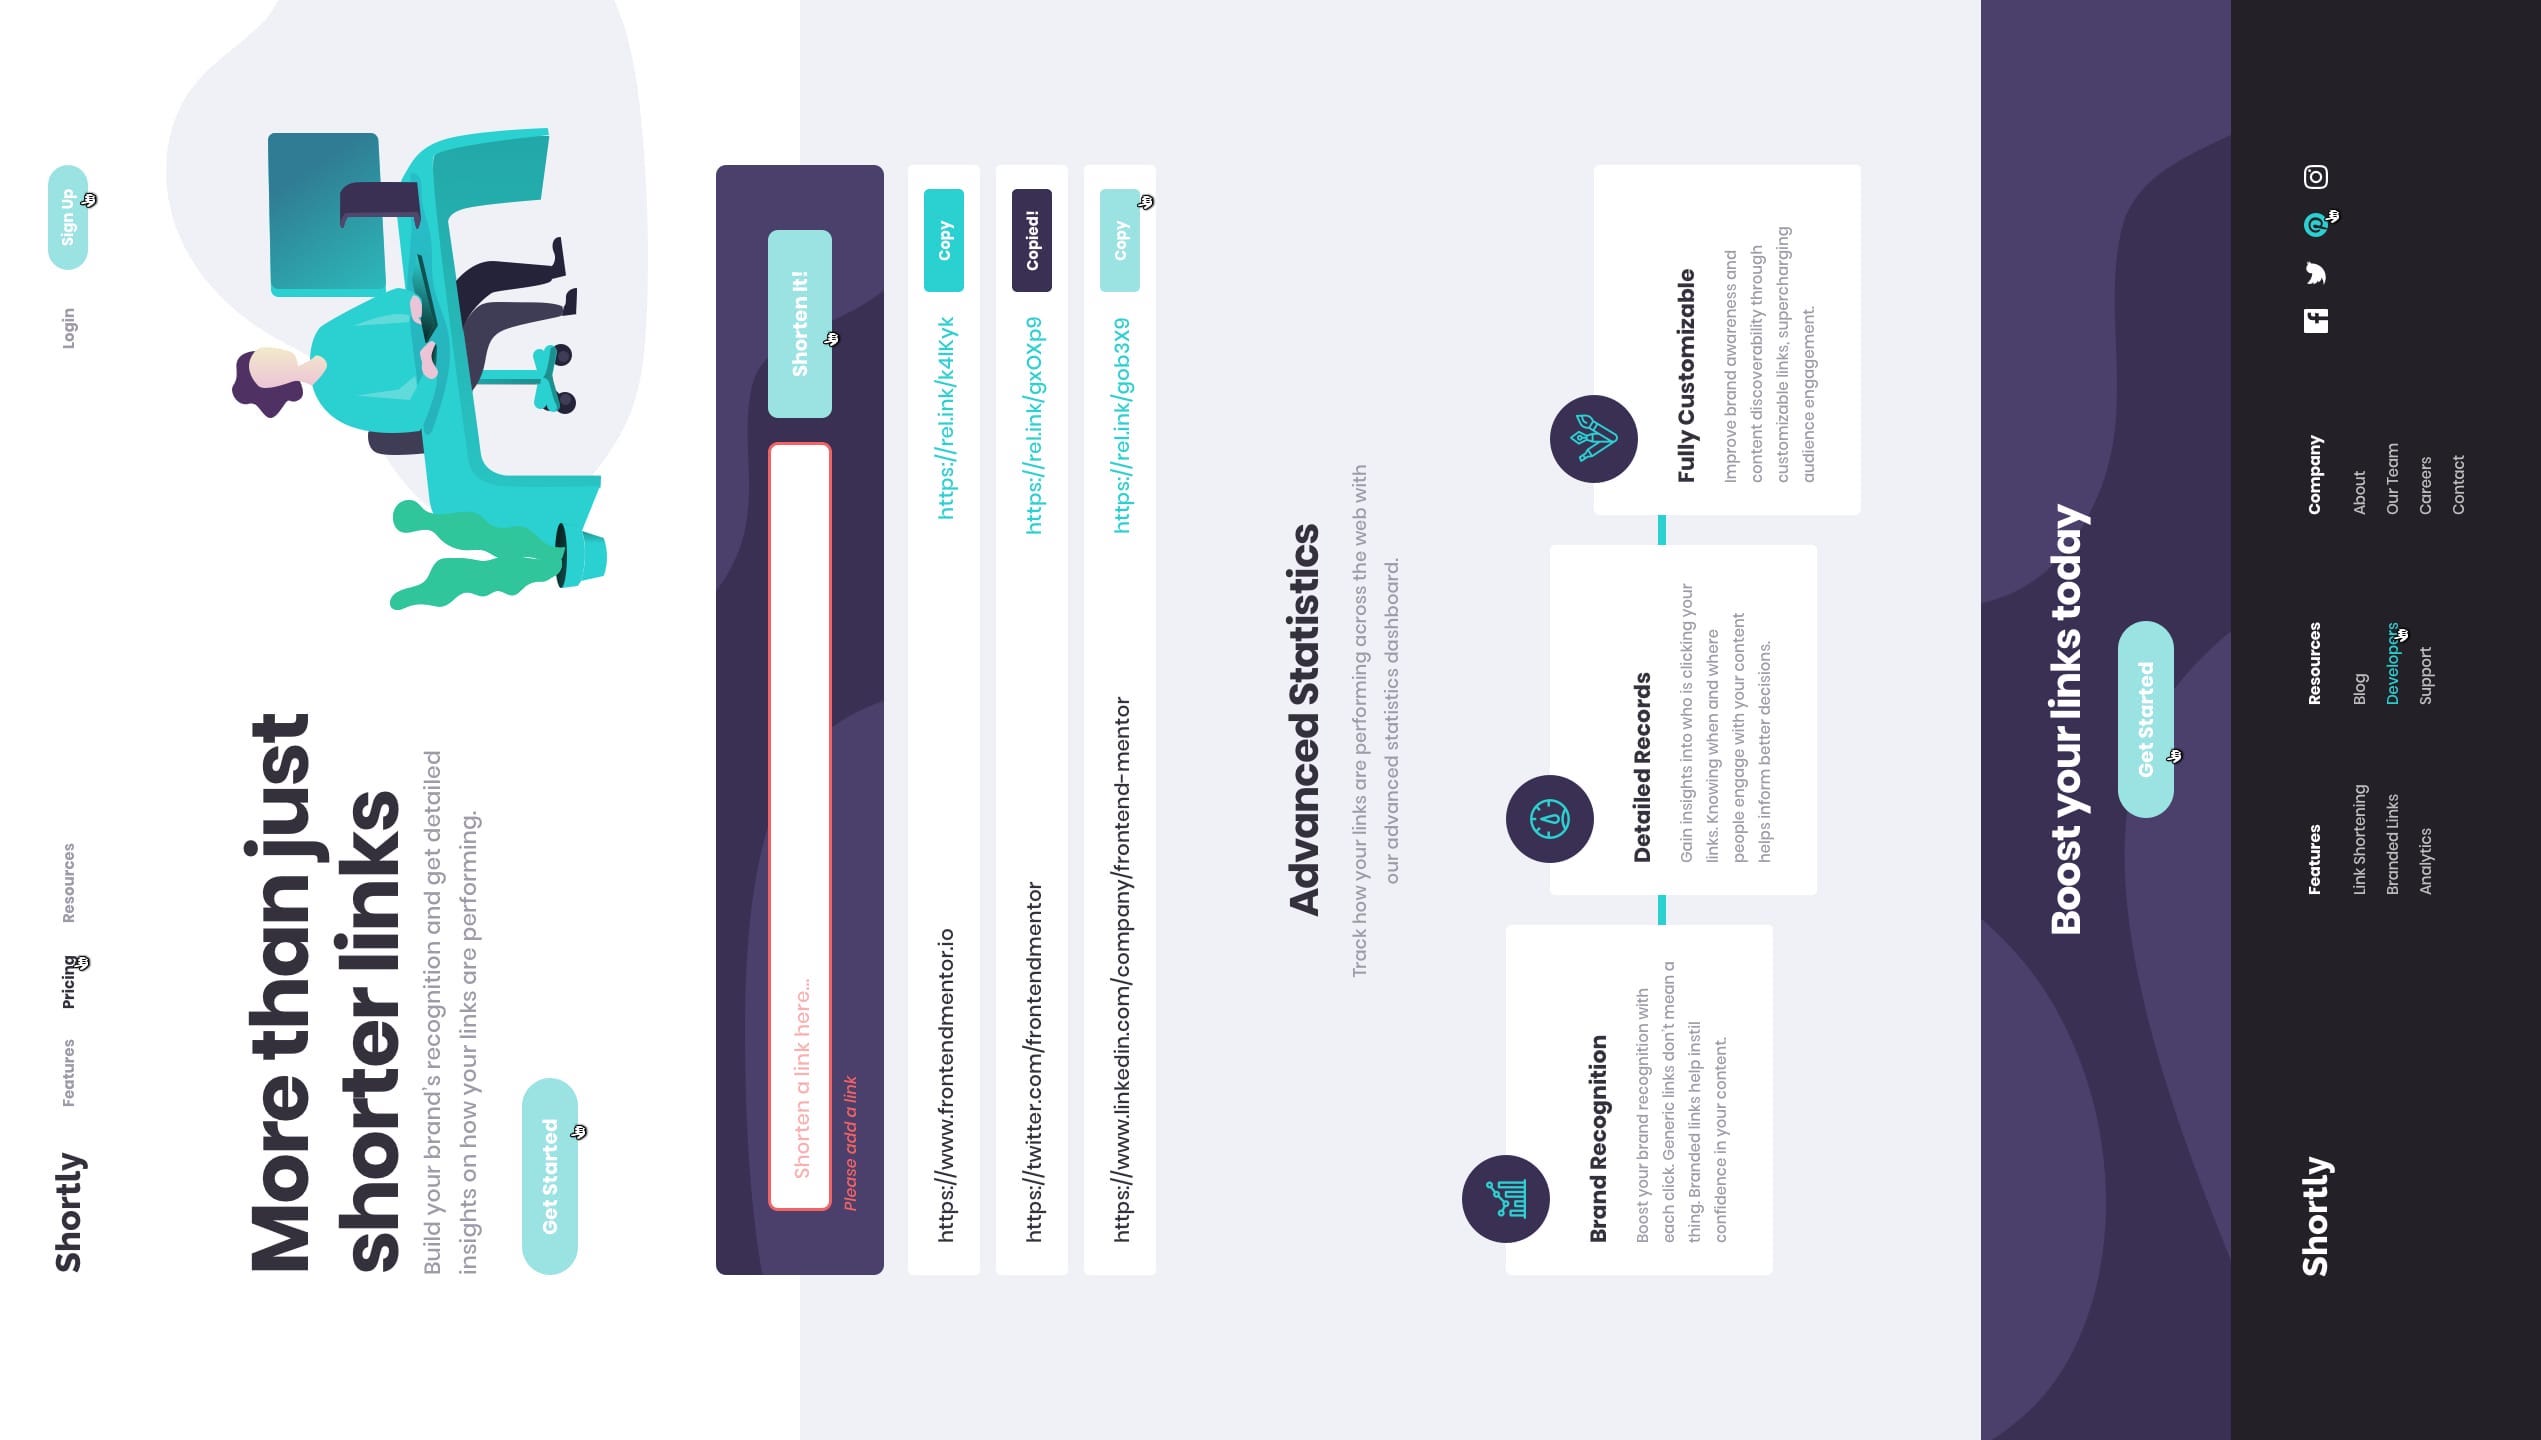 Shortly
Features
Pricing
Resources
Login
Sign Up
More than just
shorter links
Build your brand’s recognition and get detailed
insights on how your links are performing.
Get Started
Shorten a link here...
Shorten It!
Please add a link
https://www.frontendmentor.io
https://rel.ink/k4lKyk
Copy
https://twitter.com/frontendmentor
https://rel.ink/gxOXp9
Copied!
https://www.linkedin.com/company/frontend-mentor
https://rel.ink/gob3X9
Copy
Advanced Statistics
Track how your links are performing across the web with
our advanced statistics dashboard.
Brand Recognition
Boost your brand recognition with
each click. Generic links don’t mean a
thing. Branded links help instil
confidence in your content.
Detailed Records
Gain insights into who is clicking your
links. Knowing when and where
people engage with your content
helps inform better decisions.
Fully Customizable
Improve brand awareness and
content discoverability through
customizable links, supercharging
audience engagement.
Boost your links today
Get Started
Shortly
Features
Link Shortening
Branded Links
Analytics
Resources
Blog
Developers
Support
Company
About
Our Team
Careers
Contact